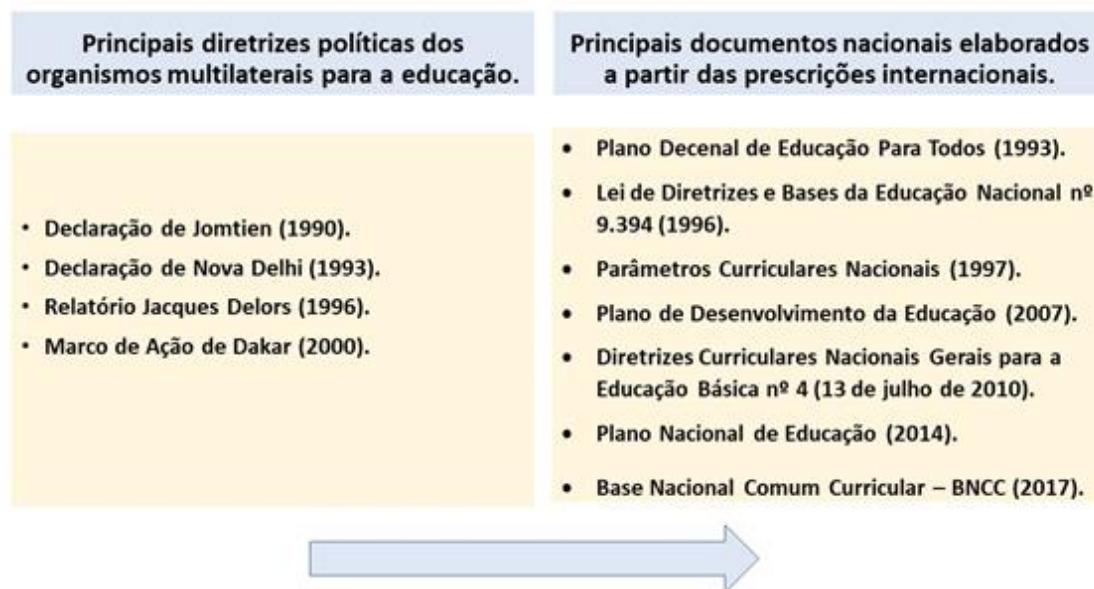 Principais diretrizes políticas dos
organismos multilaterais para a educação.
• Declaração de Jomtien (1990).
• Declaração de Nova Delhi (1993).
• Relatório Jacques Delors (1996).
• Marco de Ação de Dakar (2000).
Principais documentos nacionais elaborados
a partir das prescrições internacionais.
• Plano Decenal de Educação Para Todos (1993).
• Lei de Diretrizes e Bases da Educação Nacional nº
9.394 (1996).
• Parâmetros Curriculares Nacionais (1997).
• Plano de Desenvolvimento da Educação (2007).
• Diretrizes Curriculares Nacionais Gerais para a
Educação Básica nº 4 (13 de julho de 2010).
• Plano Nacional de Educação (2014).
• Base Nacional Comum Curricular – BNCC (2017).